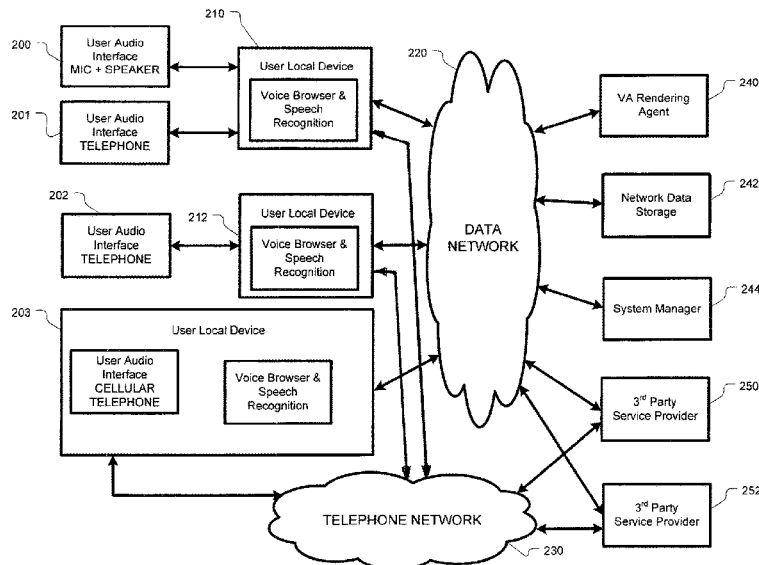 200
User Audio
Interface
MIC + SPEAKER
210
User Local Device
Voice Browser &
Speech
Recognition
201
User Audio
Interface
TELEPHONE
220
DATA
NETWORK
VA Rendering
Agent
240
202
User Audio
Interface
TELEPHONE
212
User Local Device
Voice Browser &
Speech
Recognition
Network Data
Storage
242
203
User Local Device
User Audio
Interface
CELLULAR
TELEPHONE
Voice Browser &
Speech
Recognition
System Manager
244
3rd Party
Service Provider
250
TELEPHONE NETWORK
230
3rd Party
Service Provider
252